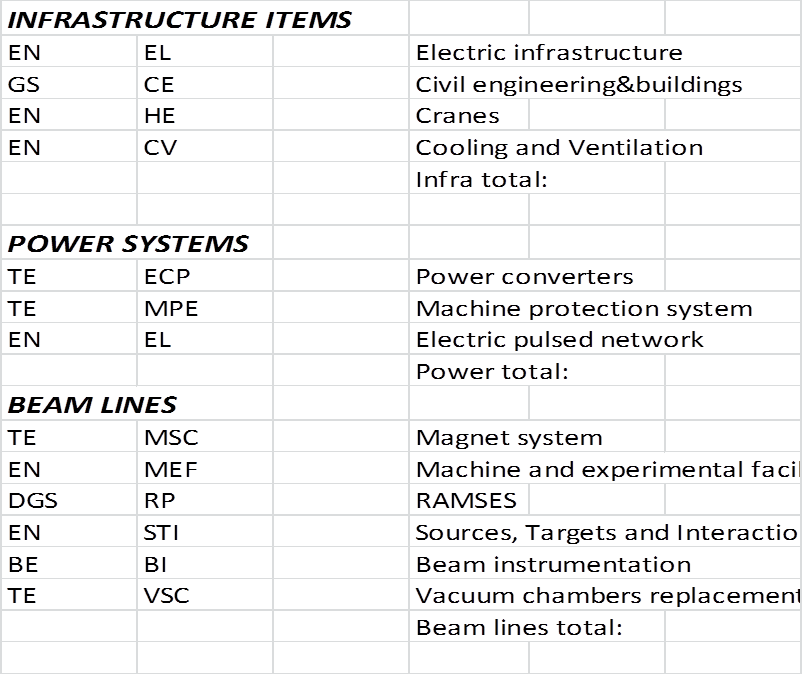 INFRASTRUCTURE ITEMS
EN EL Electric infrastructure
GS CE Civil engineering&buildings
EN HE Cranes
EN CV Cooling and Ventilation
Infra total:
POWER SYSTEMS
TE ECP Power converters
TE MPE Machine protection system
EN EL Electric pulsed network
Power total:
BEAM LINES
TE MSC Magnet system
EN MEF Machine and experimental facil
DGS RP RAMSES
EN STI Sources, Targets and Interactio
BE BI Beam instrumentation
TE VSC Vacuum chambers replacement
Beam lines total: